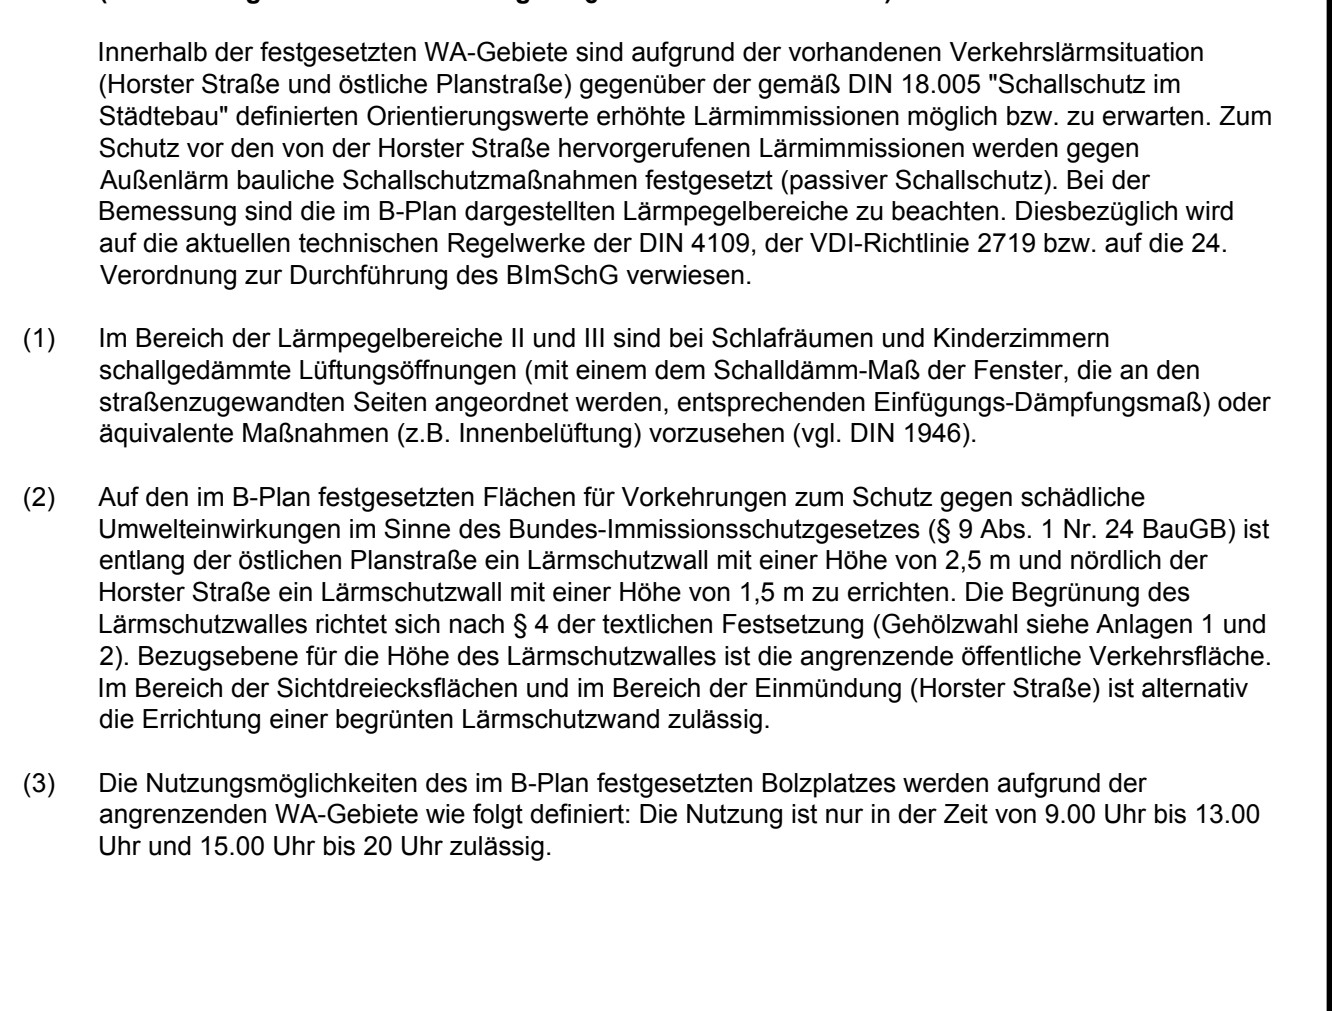 Innerhalb der festgesetzten WA-Gebiete sind aufgrund der vorhandenen Verkehrslärmsituation
(Horster Straße und östliche Planstraße) gegenüber der gemäß DIN 18.005 "Schallschutz im
Städtebau" definierten Orientierungswerte erhöhte Lärmimmissionen möglich bzw. zu erwarten. Zum
Schutz vor den von der Horster Straße hervorgerufenen Lärmimmissionen werden gegen
Außenlärm bauliche Schallschutzmaßnahmen festgesetzt (passiver Schallschutz). Bei der
Bemessung sind die im B-Plan dargestellten Lärmpegelbereiche zu beachten. Diesbezüglich wird
auf die aktuellen technischen Regelwerke der DIN 4109, der VDI-Richtlinie 2719 bzw. auf die 24.
Verordnung zur Durchführung des BImSchG verwiesen.
(1) Im Bereich der Lärmpegelbereiche II und III sind bei Schlafräumen und Kinderzimmern
schallgedämmte Lüftungsöffnungen (mit einem dem Schalldämm-Maß der Fenster, die an den
straßenzugewandten Seiten angeordnet werden, entsprechenden Einfügungs-Dämpfungsmaß) oder
äquivalente Maßnahmen (z.B. Innenbelüftung) vorzusehen (vgl. DIN 1946).
(2) Auf den im B-Plan festgesetzten Flächen für Vorkehrungen zum Schutz gegen schädliche
Umwelteinwirkungen im Sinne des Bundes-Immissionsschutzgesetzes (§ 9 Abs. 1 Nr. 24 BauGB) ist
entlang der östlichen Planstraße ein Lärmschutzwall mit einer Höhe von 2,5 m und nördlich der
Horster Straße ein Lärmschutzwall mit einer Höhe von 1,5 m zu errichten. Die Begrünung des
Lärmschutzwalles richtet sich nach § 4 der textlichen Festsetzung (Gehölzwahl siehe Anlagen 1 und
2). Bezugsebene für die Höhe des Lärmschutzwalles ist die angrenzende öffentliche Verkehrsfläche.
Im Bereich der Sichtdreiecksflächen und im Bereich der Einmündung (Horster Straße) ist alternativ
die Errichtung einer begrünten Lärmschutzwand zulässig.
(3) Die Nutzungsmöglichkeiten des im B-Plan festgesetzten Bolzplatzes werden aufgrund der
angrenzenden WA-Gebiete wie folgt definiert: Die Nutzung ist nur in der Zeit von 9.00 Uhr bis 13.00
Uhr und 15.00 Uhr bis 20 Uhr zulässig.